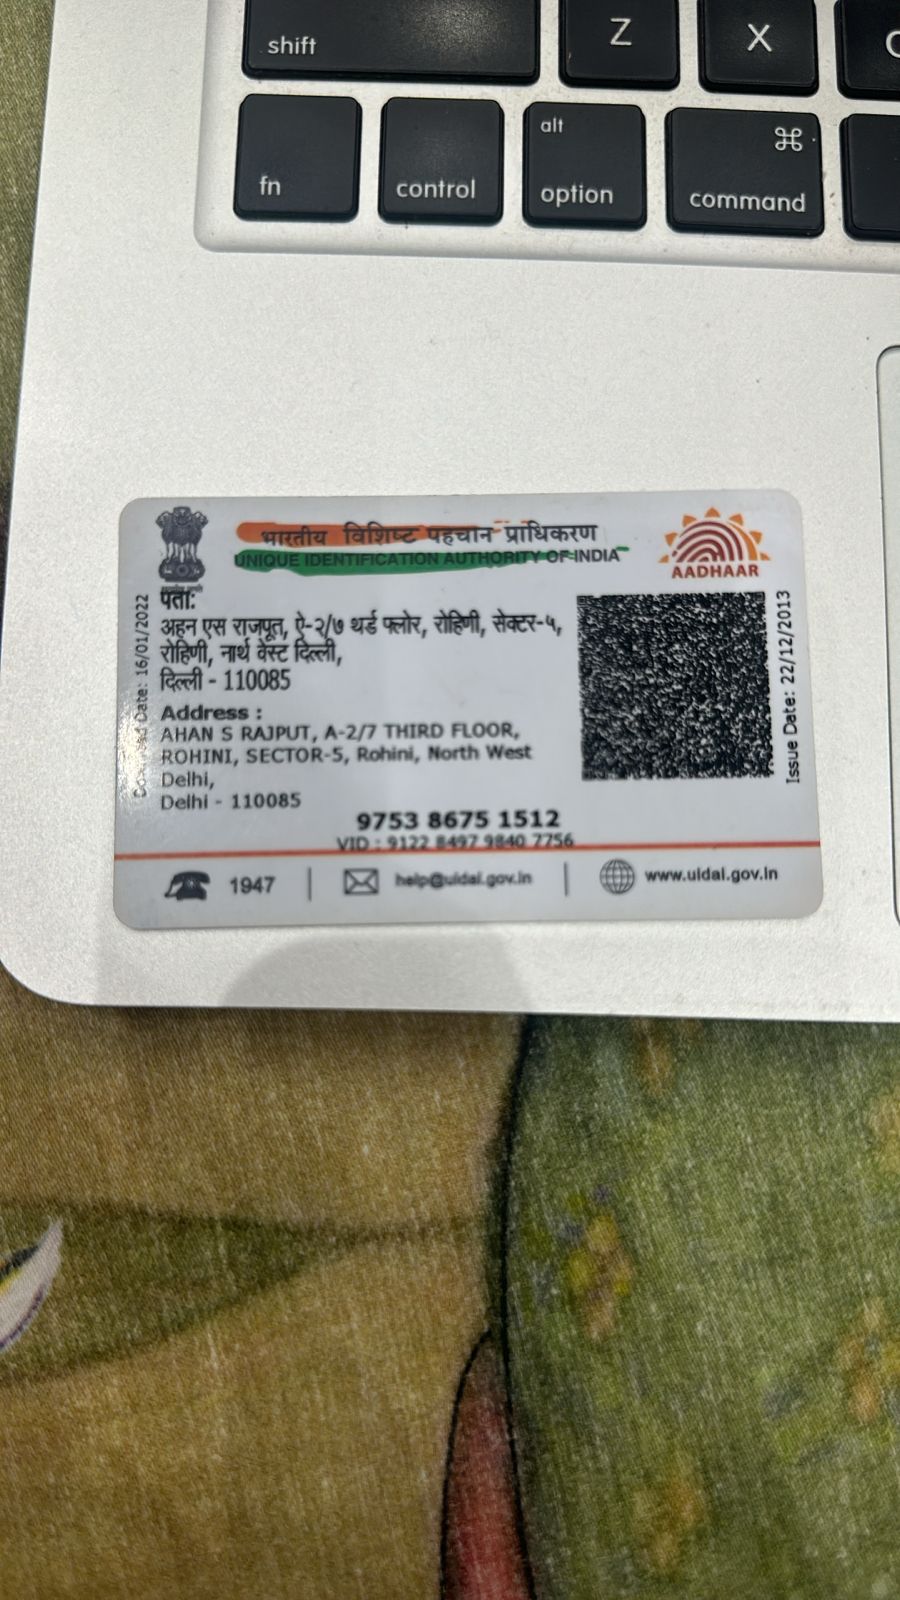 shift
Z
X
fn
control
alt
option
⌘
command
भारतीय विशिष्ट पहचान प्राधिकरण
UNIQUE IDENTIFICATION AUTHORITY OF INDIA
AADHAAR
पता:
अहन एस राजपूत, ऐ-२/७ थर्ड फ्लोर, रोहिणी, सेक्टर-५,
रोहिणी, नार्थ वेस्ट दिल्ली,
दिल्ली - 110085
Address :
AHAN S RAJPUT, A-2/7 THIRD FLOOR,
ROHINI, SECTOR-5, Rohini, North West
Delhi,
Delhi - 110085
Date: 16/01/2022
Issue Date: 22/12/2013
9753 8675 1512
VID : 9122 8497 9840 7756
1947
help@uidai.gov.in
www.uidai.gov.in